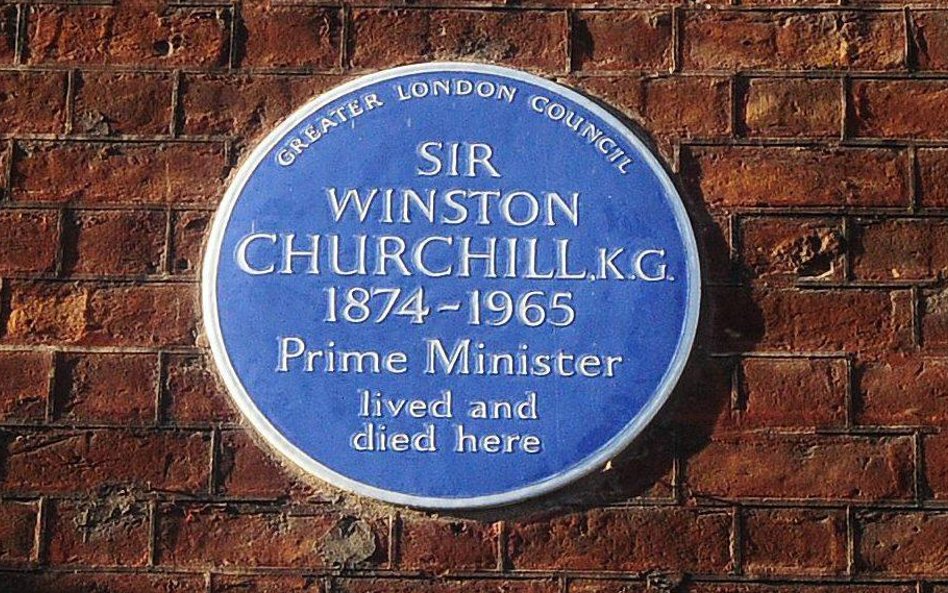 GREATER LONDON COUNCIL
SIR
WINSTON
CHURCHILL, K.G.
1874-1965
Prime Minister
lived and
died here